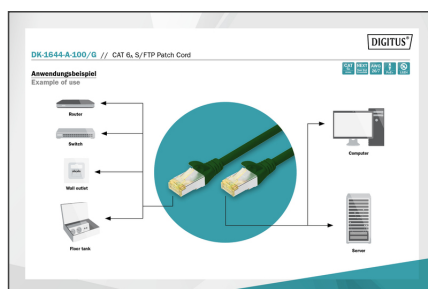 DIGITUS®
DK-1644-A-100/G // CAT 6A S/FTP Patch Cord
Anwendungsbeispiel
Example of use
Router
Switch
Wall outlet
Floor tank
Computer
Server